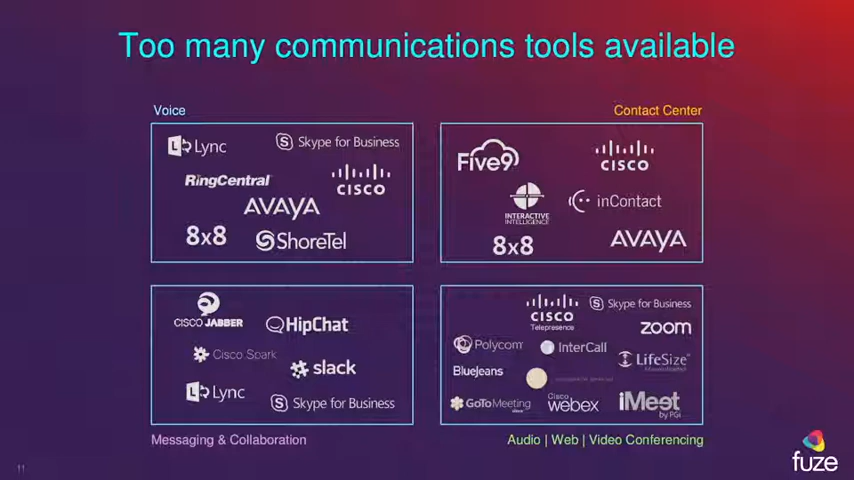 Too many communications tools available
Voice
Lync
Skype for Business
RingCentral
CISCO
AVAYA
8x8
ShoreTel
Contact Center
Five9
CISCO
INTERACTIVE
INTELLIGENCE
inContact
8x8
AVAYA
CISCO JABBER
HipChat
Cisco Spark
slack
Lync
Skype for Business
Messaging & Collaboration
CISCO
Telepresence
Skype for Business
zoom
Polycom
InterCall
LifeSize
BlueJeans
GoToMeeting
Cisco
webex
iMeet
by PGi
Audio | Web | Video Conferencing
11
fuze